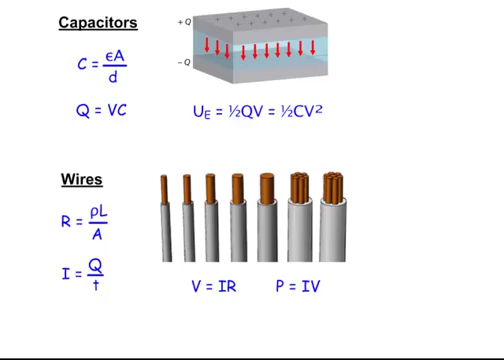 Capacitors
+ Q
C = ϵA
d
– Q
Q = VC
U_E = ½QV = ½CV²
Wires
R = ρL
A
I = Q
t
V = IR P = IV